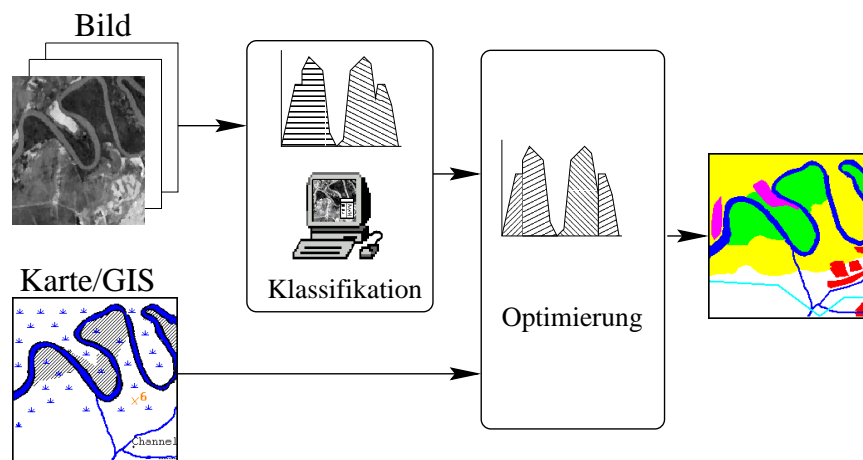 Bild
Klassifikation
Karte/GIS
Optimierung
×6
Channel